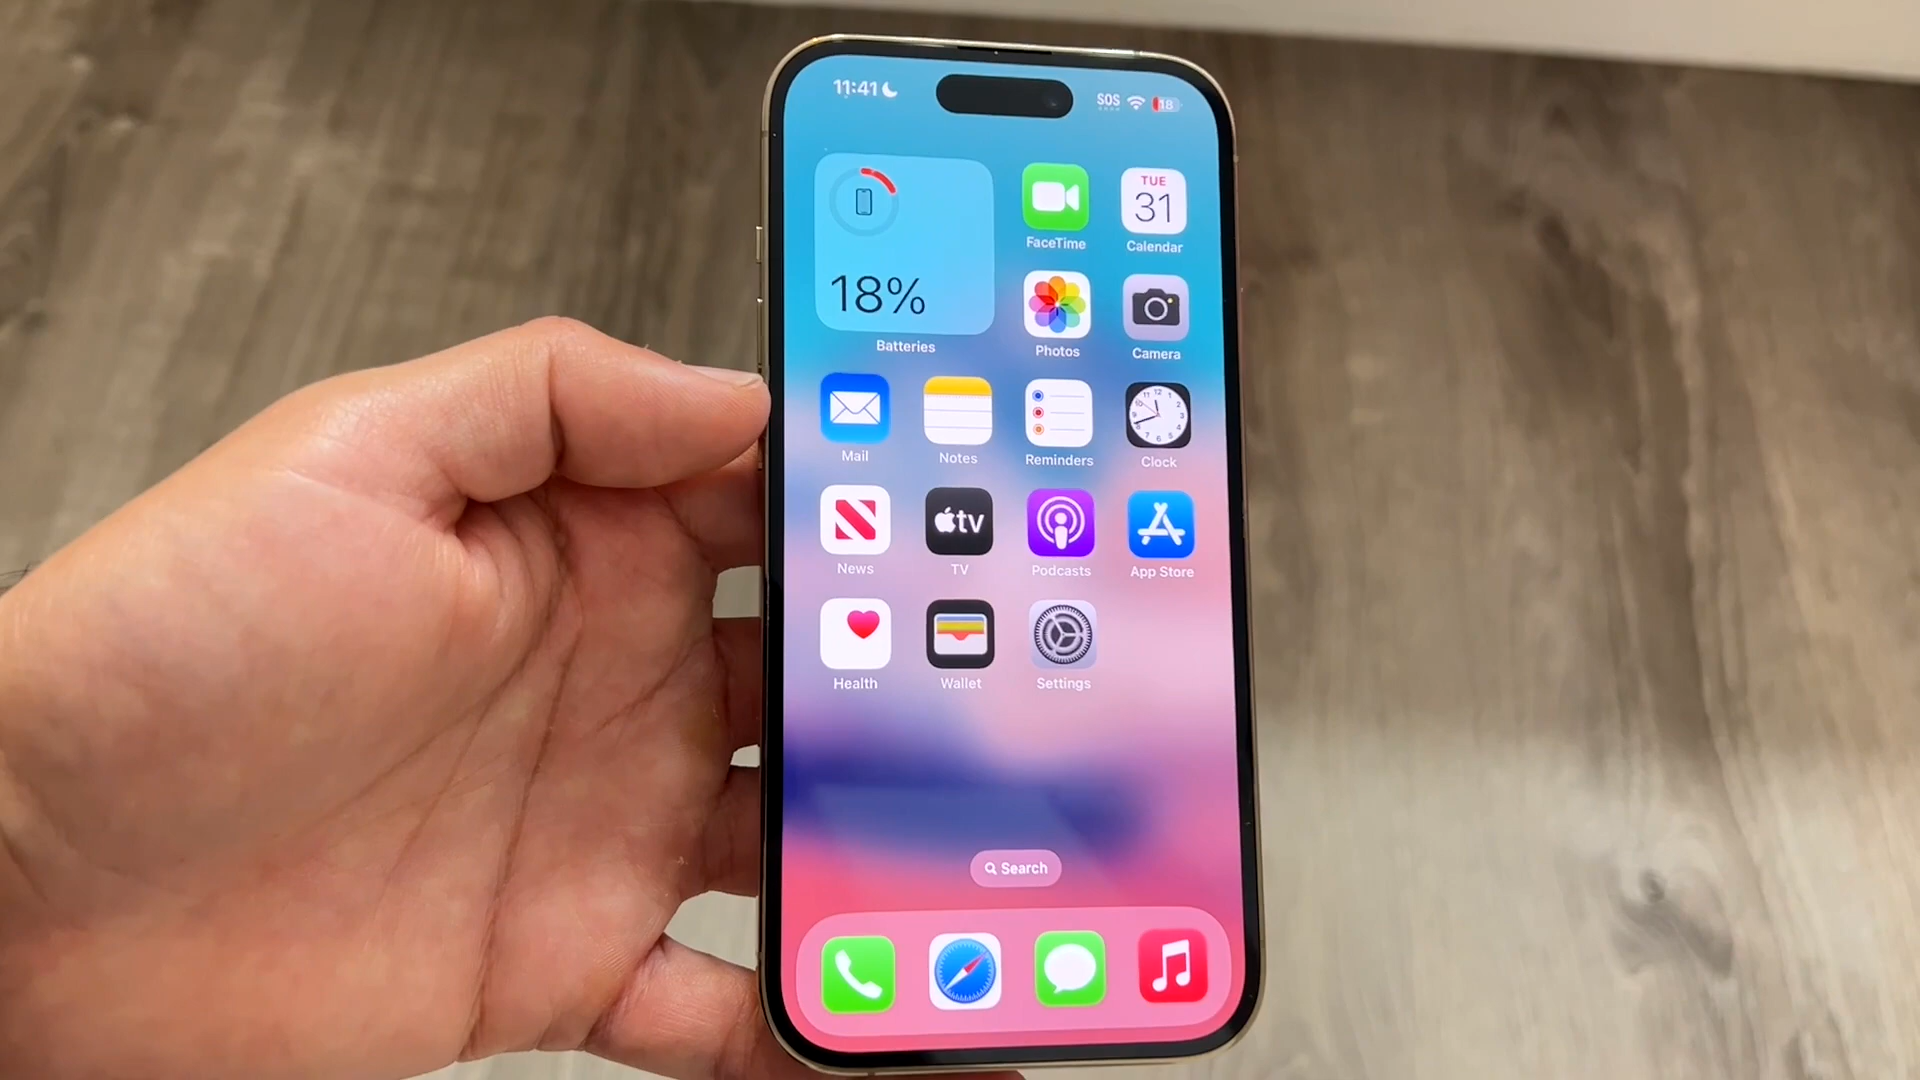 11:41
SOS 18
TUE
31
18%
FaceTime Calendar
Batteries Photos Camera
Mail Notes Reminders Clock
tv
News TV Podcasts App Store
Health Wallet Settings
Search